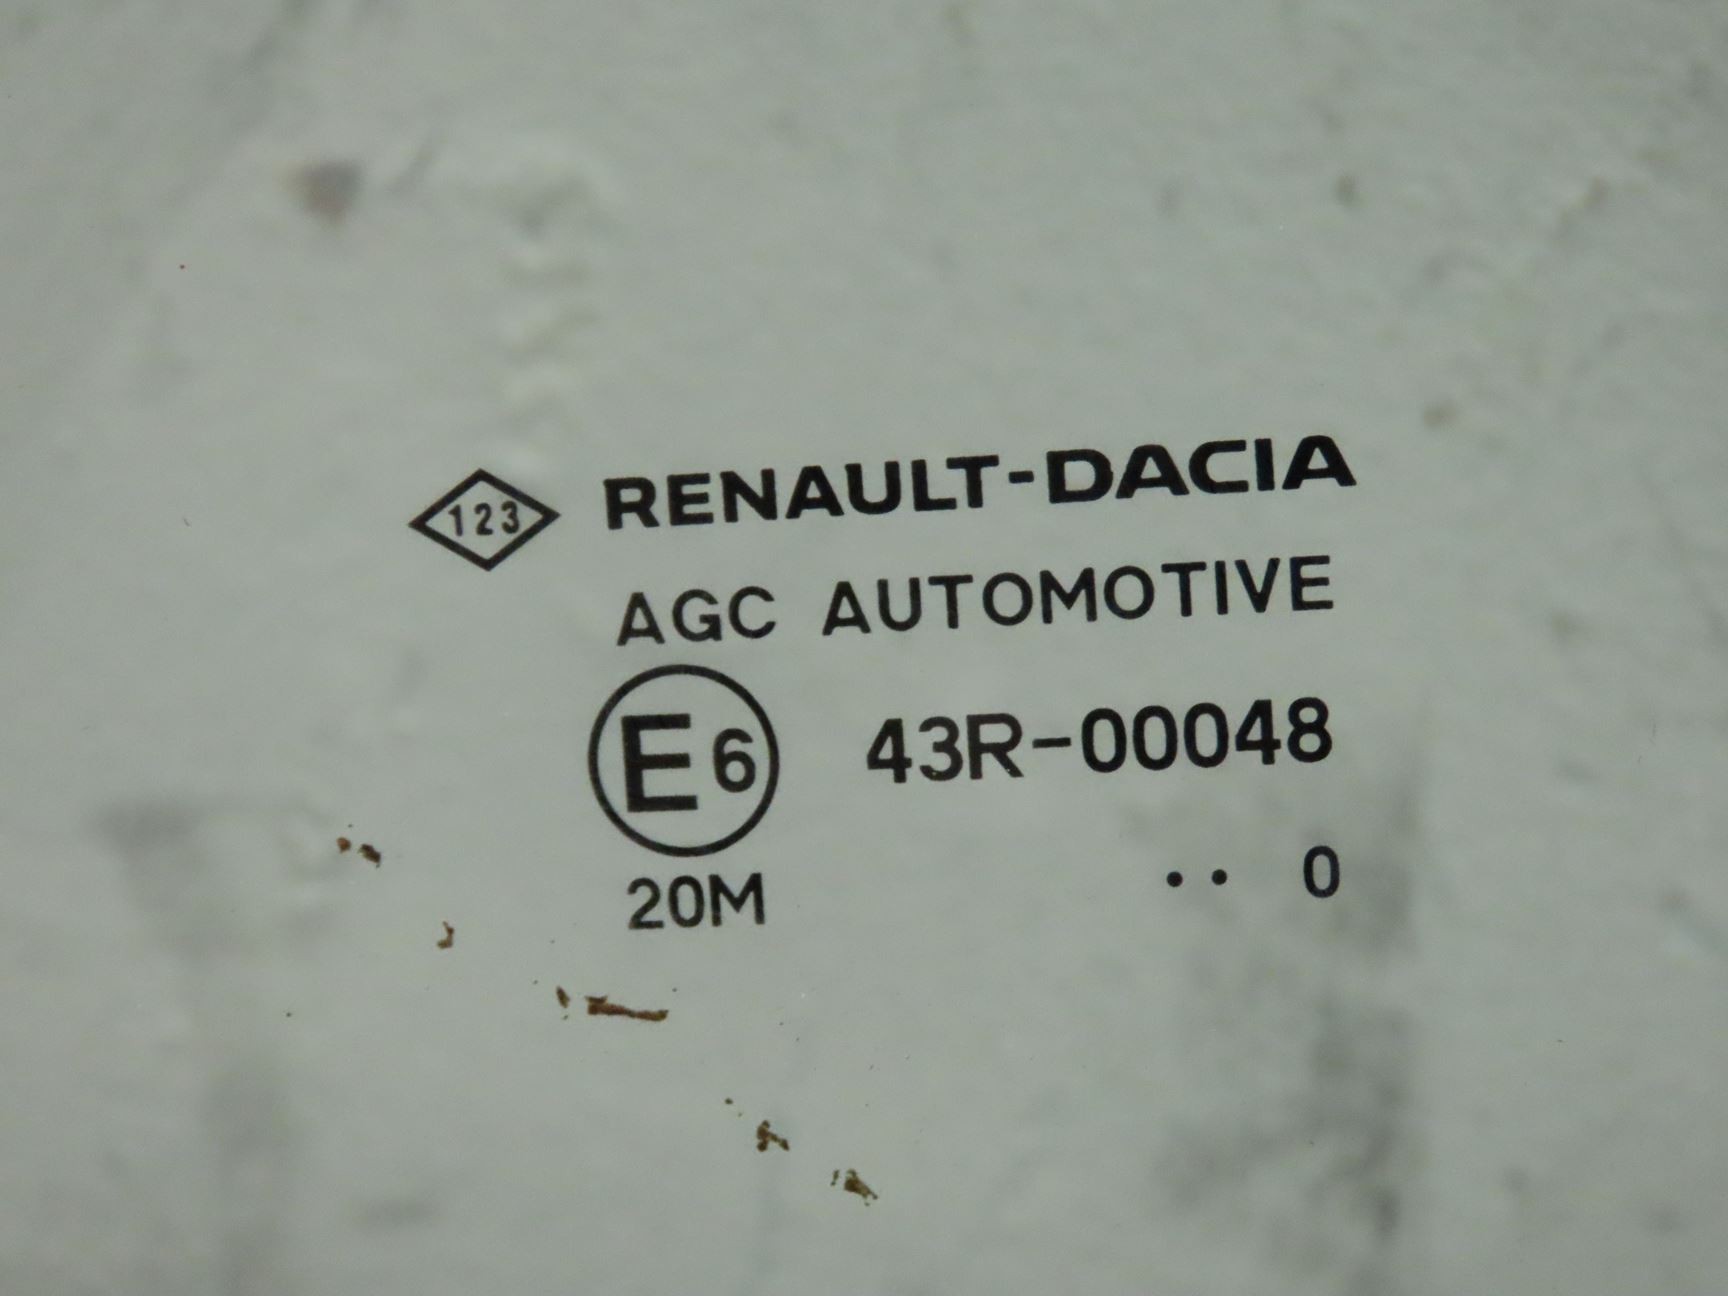 123 RENAULT-DACIA
AGC AUTOMOTIVE
E6 43R-00048
20M .. 0